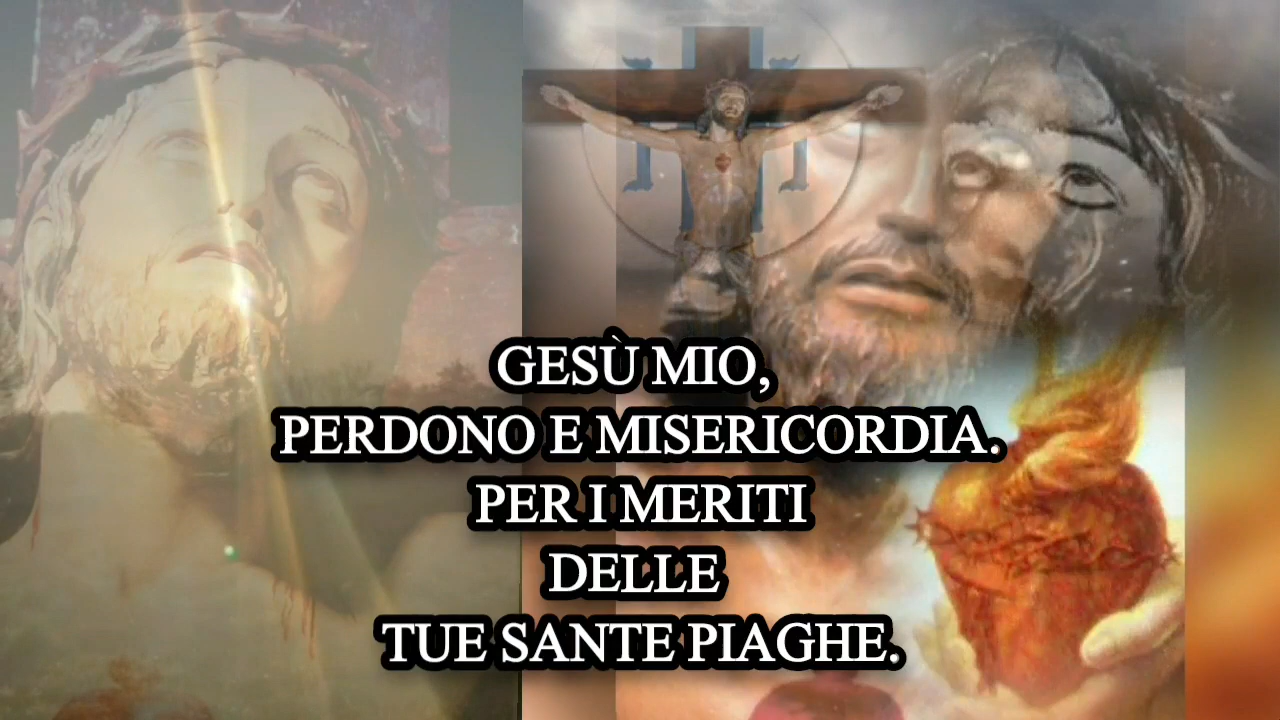 GESÙ MIO,
PERDONO E MISERICORDIA.
PER I MERITI
DELLE
TUE SANTE PIAGHE.